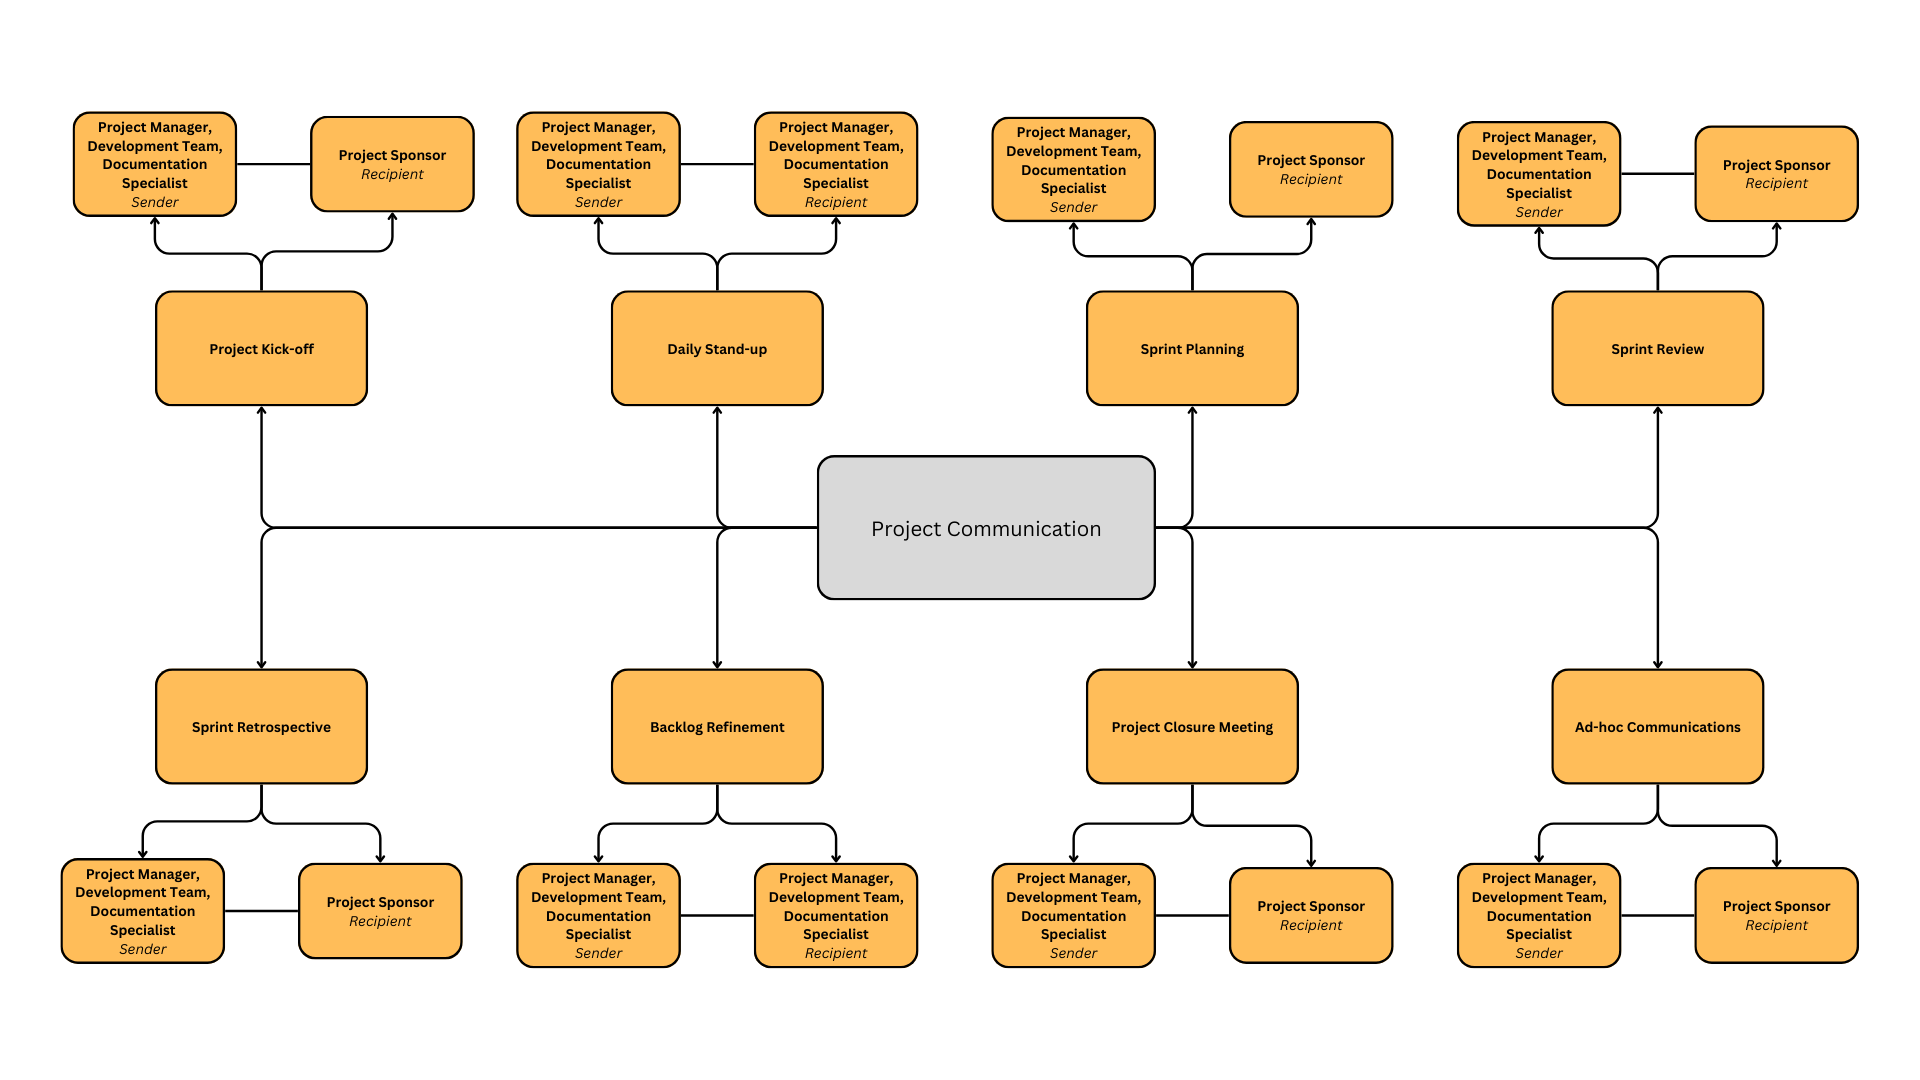 Project Manager,
Development Team,
Documentation
Specialist
Sender
Project Sponsor
Recipient
Project Manager,
Development Team,
Documentation
Specialist
Sender
Project Manager,
Development Team,
Documentation
Specialist
Recipient
Project Manager,
Development Team,
Documentation
Specialist
Sender
Project Sponsor
Recipient
Project Manager,
Development Team,
Documentation
Specialist
Sender
Project Sponsor
Recipient
Project Kick-off
Daily Stand-up
Sprint Planning
Sprint Review
Project Communication
Sprint Retrospective
Backlog Refinement
Project Closure Meeting
Ad-hoc Communications
Project Manager,
Development Team,
Documentation
Specialist
Sender
Project Sponsor
Recipient
Project Manager,
Development Team,
Documentation
Specialist
Sender
Project Manager,
Development Team,
Documentation
Specialist
Recipient
Project Manager,
Development Team,
Documentation
Specialist
Sender
Project Sponsor
Recipient
Project Manager,
Development Team,
Documentation
Specialist
Sender
Project Sponsor
Recipient